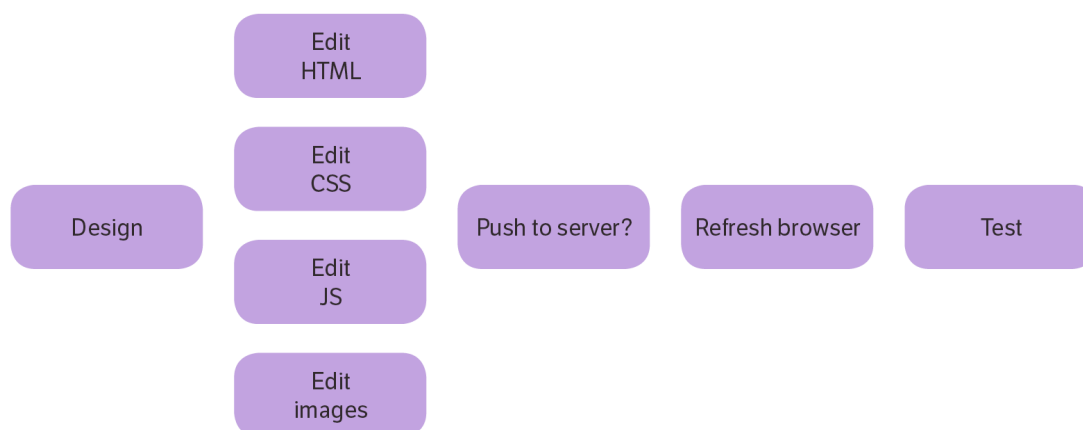 Design
Edit
HTML
Edit
CSS
Edit
JS
Edit
images
Push to server?
Refresh browser
Test